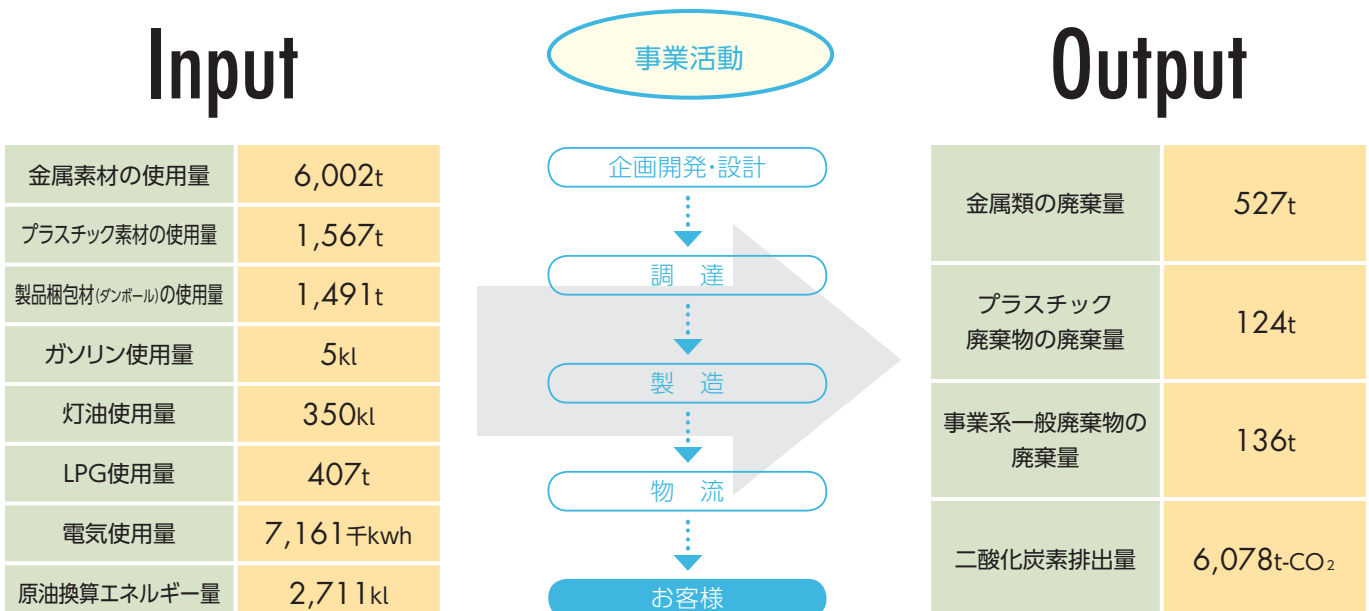 Input
金属素材の使用量 6,002t
プラスチック素材の使用量 1,567t
製品梱包材(ダンボール)の使用量 1,491t
ガソリン使用量 5kl
灯油使用量 350kl
LPG使用量 407t
電気使用量 7,161千kwh
原油換算エネルギー量 2,711kl
事業活動
企画開発・設計
調 達
製 造
物 流
お客様
Output
金属類の廃棄量 527t
プラスチック
廃棄物の廃棄量 124t
事業系一般廃棄物の
廃棄量 136t
二酸化炭素排出量 6,078t-CO₂